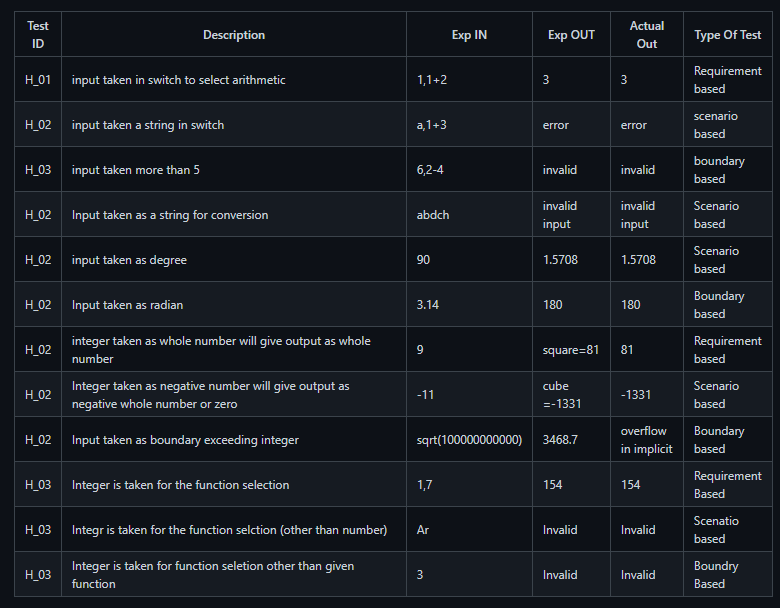 Test ID | Description | Exp IN | Exp OUT | Actual Out | Type Of Test
H_01 | input taken in switch to select arithmetic | 1,1+2 | 3 | 3 | Requirement based
H_02 | input taken a string in switch | a,1+3 | error | error | scenario based
H_03 | input taken more than 5 | 6,2-4 | invalid | invalid | boundary based
H_02 | Input taken as a string for conversion | abdch | invalid input | invalid input | Scenario based
H_02 | input taken as degree | 90 | 1.5708 | 1.5708 | Scenario based
H_02 | Input taken as radian | 3.14 | 180 | 180 | Boundary based
H_02 | integer taken as whole number will give output as whole number | 9 | square=81 | 81 | Requirement based
H_02 | Integer taken as negative number will give output as negative whole number or zero | -11 | cube =-1331 | -1331 | Scenario based
H_02 | Input taken as boundary exceeding integer | sqrt(100000000000) | 3468.7 | overflow in implicit | Boundary based
H_03 | Integer is taken for the function selection | 1,7 | 154 | 154 | Requirement Based
H_03 | Integr is taken for the function selction (other than number) | Ar | Invalid | Invalid | Scenatio based
H_03 | Integer is taken for function seletion other than given function | 3 | Invalid | Invalid | Boundry Based